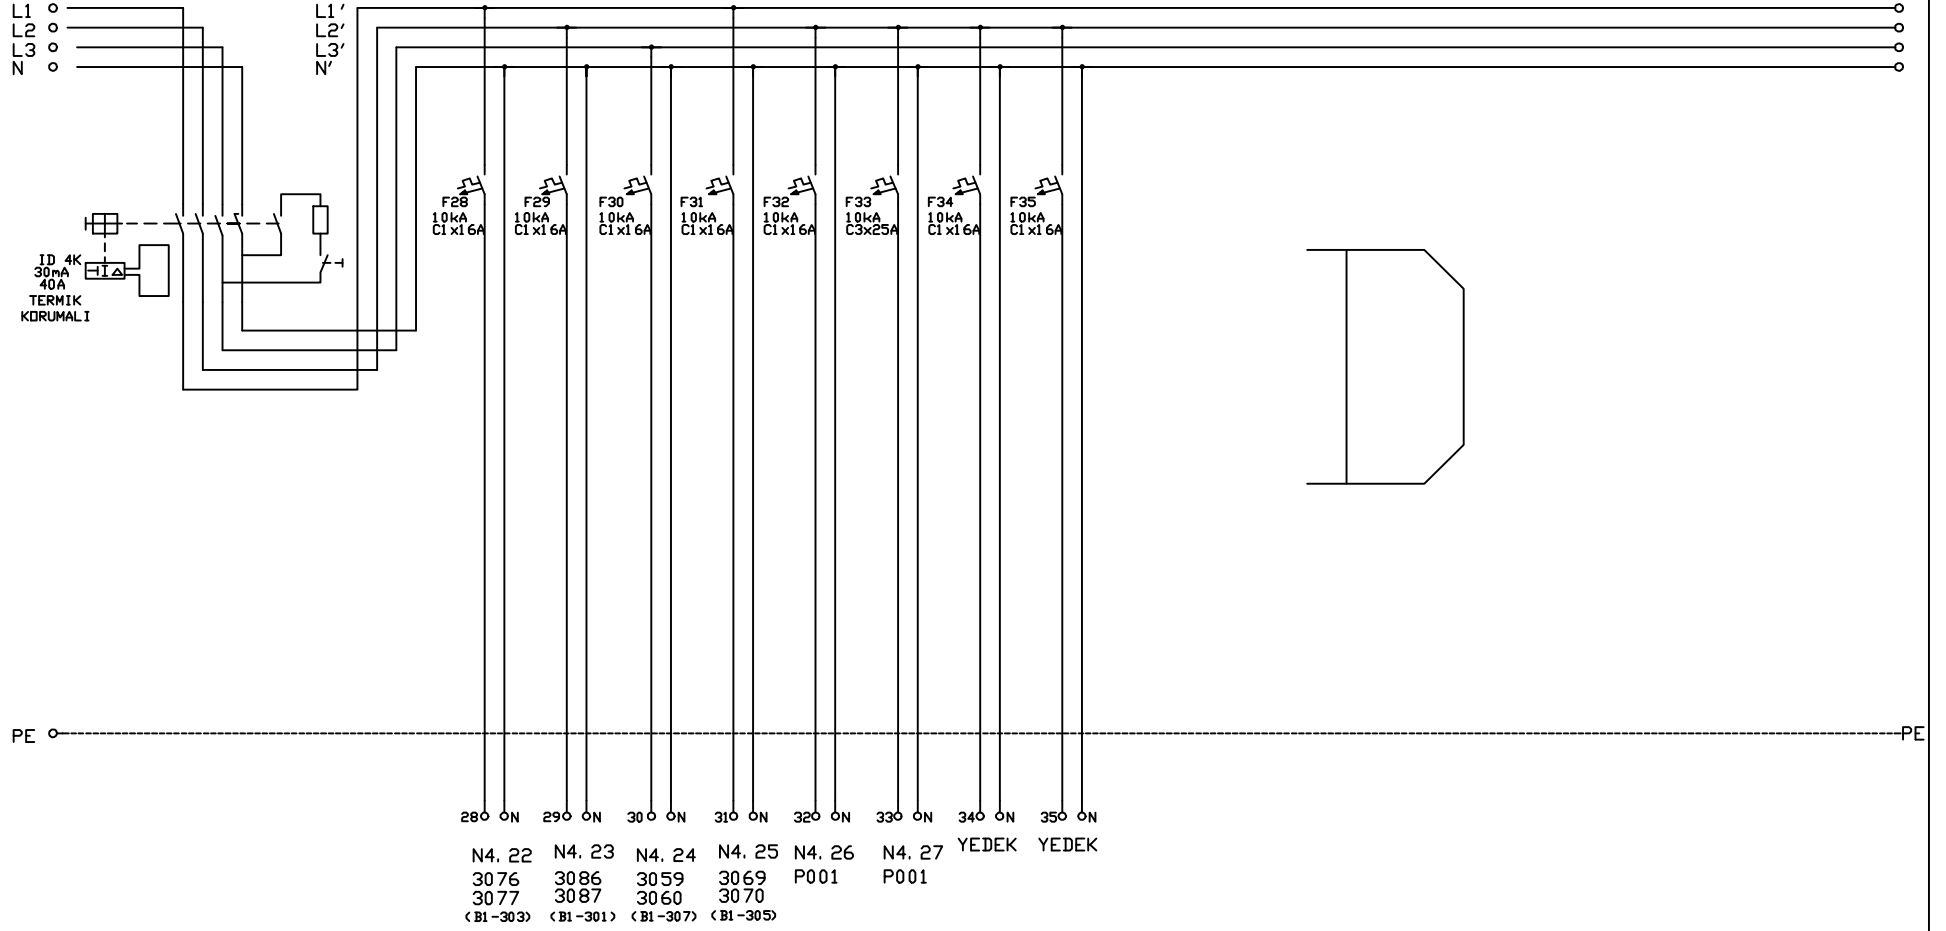 L1
L2
L3
N
L1'
L2'
L3'
N'
F28
10kA
C1x16A
F29
10kA
C1x16A
F30
10kA
C1x16A
F31
10kA
C1x16A
F32
10kA
C1x16A
F33
10kA
C3x25A
F34
10kA
C1x16A
F35
10kA
C1x16A
ID 4K
30mA
40A
TERMIK
KORUMALI
I
PE
PE
28 N
29 N
30 N
31 N
32 N
33 N
34 N
35 N
N4. 22
3076
3077
(B1-303)
N4. 23
3086
3087
(B1-301)
N4. 24
3059
3060
(B1-307)
N4. 25
3069
3070
(B1-305)
N4. 26
P001
N4. 27
P001
YEDEK
YEDEK